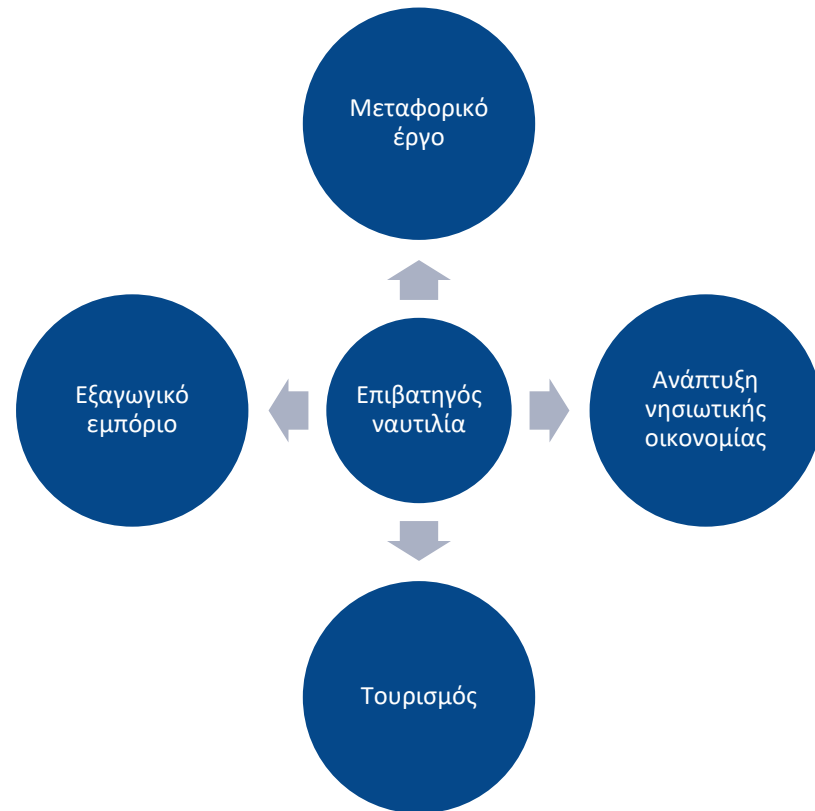 Μεταφορικό
έργο
Εξαγωγικό
εμπόριο
Επιβατηγός
ναυτιλία
Ανάπτυξη
νησιωτικής
οικονομίας
Τουρισμός